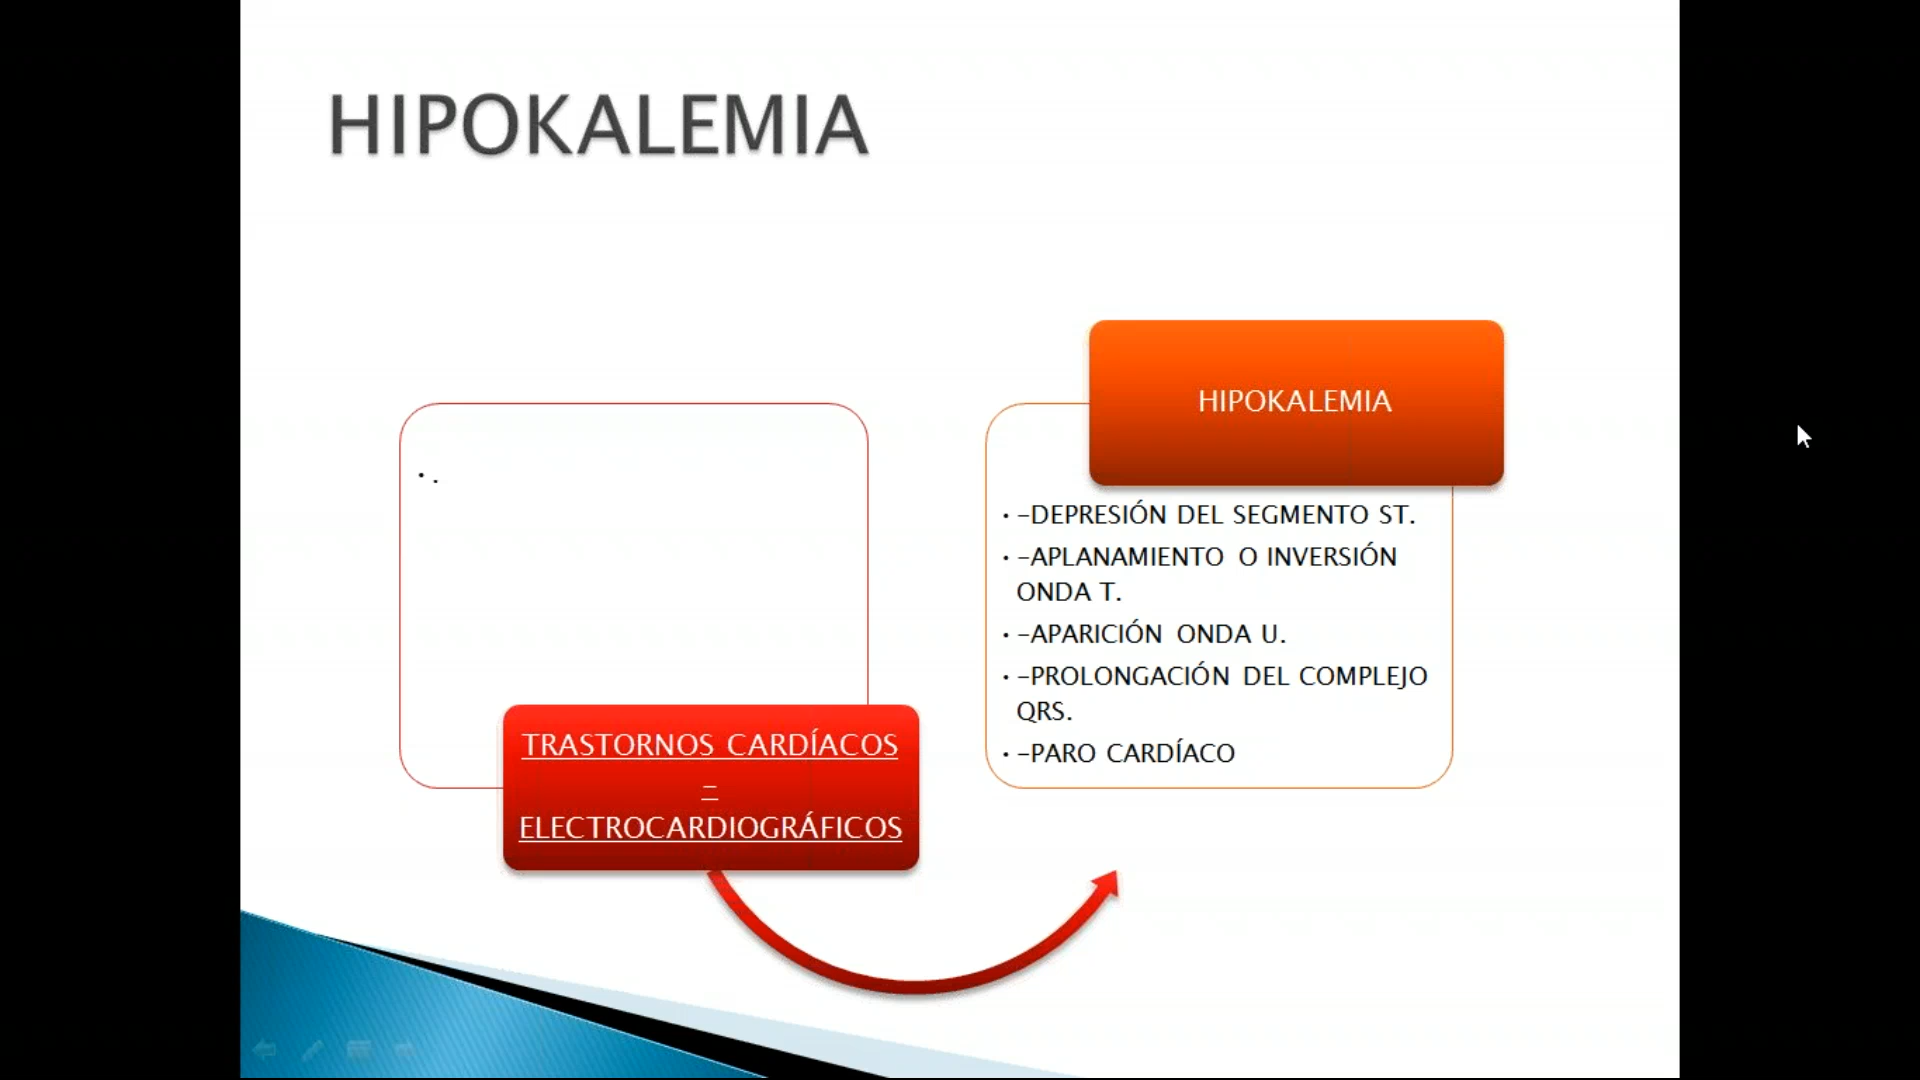 HIPOKALEMIA
• .
TRASTORNOS CARDÍACOS
–
ELECTROCARDIOGRÁFICOS
HIPOKALEMIA
• -DEPRESIÓN DEL SEGMENTO ST.
• -APLANAMIENTO O INVERSIÓN
ONDA T.
• -APARICIÓN ONDA U.
• -PROLONGACIÓN DEL COMPLEJO
QRS.
• -PARO CARDÍACO